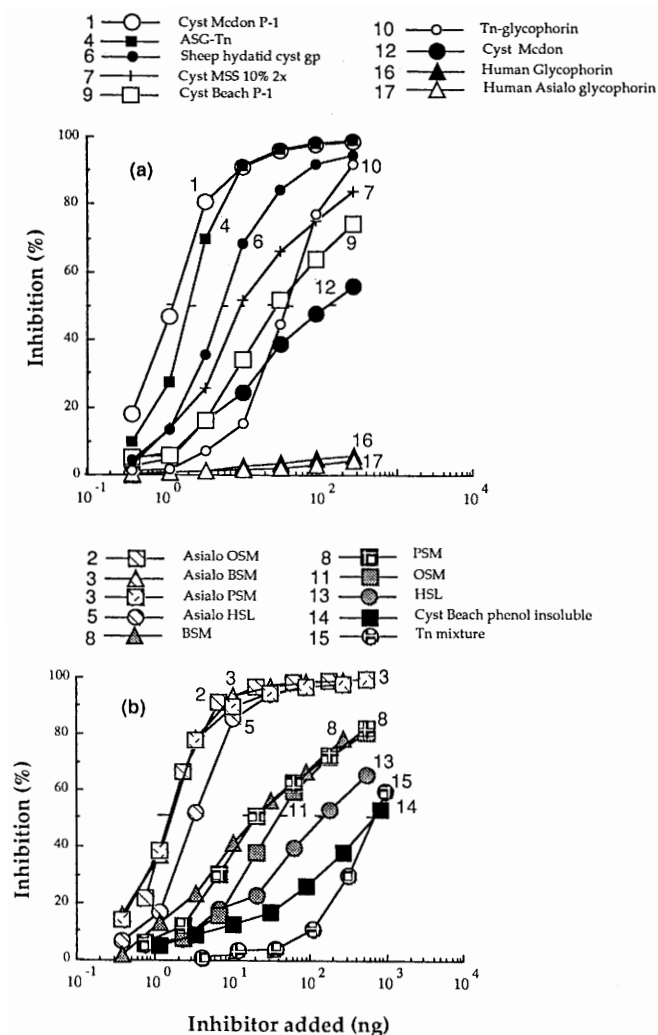 1 Cyst Mcdon P-1
4 ASG-Tn
6 Sheep hydatid cyst gp
7 Cyst MSS 10% 2x
9 Cyst Beach P-1
10 Tn-glycophorin
12 Cyst Mcdon
16 Human Glycophorin
17 Human Asialo glycophorin
(a)
Inhibition (%)
100
80
60
40
20
0
1
4
6
10
7
9
12
16
17
10⁻¹ 10⁰ 10² 10⁴
2 Asialo OSM
3 Asialo BSM
3 Asialo PSM
5 Asialo HSL
8 BSM
8 PSM
11 OSM
13 HSL
14 Cyst Beach phenol insoluble
15 Tn mixture
(b)
Inhibition (%)
100
80
60
40
20
0
2
3
3
5
8
8
11
13
15
14
10⁻¹ 10⁰ 10¹ 10² 10³ 10⁴
Inhibitor added (ng)